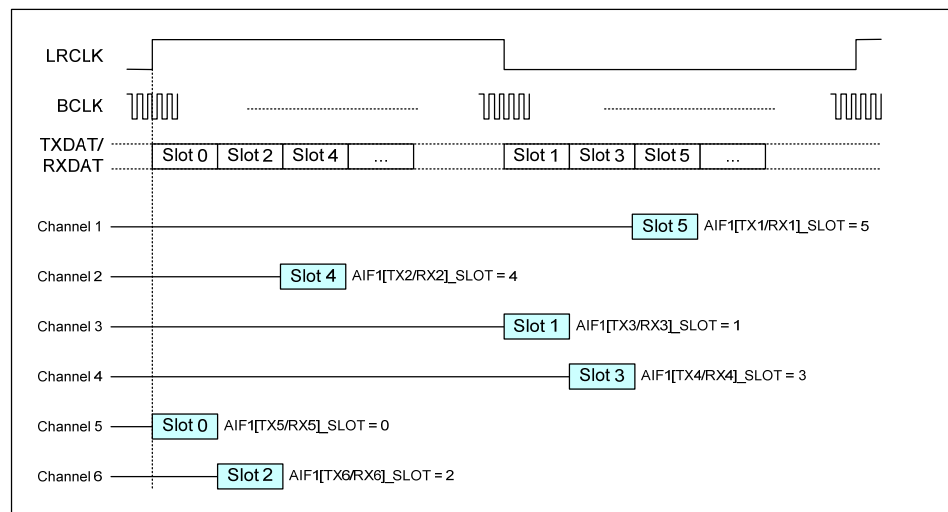 LRCLK
BCLK
TXDAT/
RXDAT
Slot 0 Slot 2 Slot 4 ... Slot 1 Slot 3 Slot 5 ...
Channel 1 Slot 5 AIF1[TX1/RX1]_SLOT = 5
Channel 2 Slot 4 AIF1[TX2/RX2]_SLOT = 4
Channel 3 Slot 1 AIF1[TX3/RX3]_SLOT = 1
Channel 4 Slot 3 AIF1[TX4/RX4]_SLOT = 3
Channel 5 Slot 0 AIF1[TX5/RX5]_SLOT = 0
Channel 6 Slot 2 AIF1[TX6/RX6]_SLOT = 2